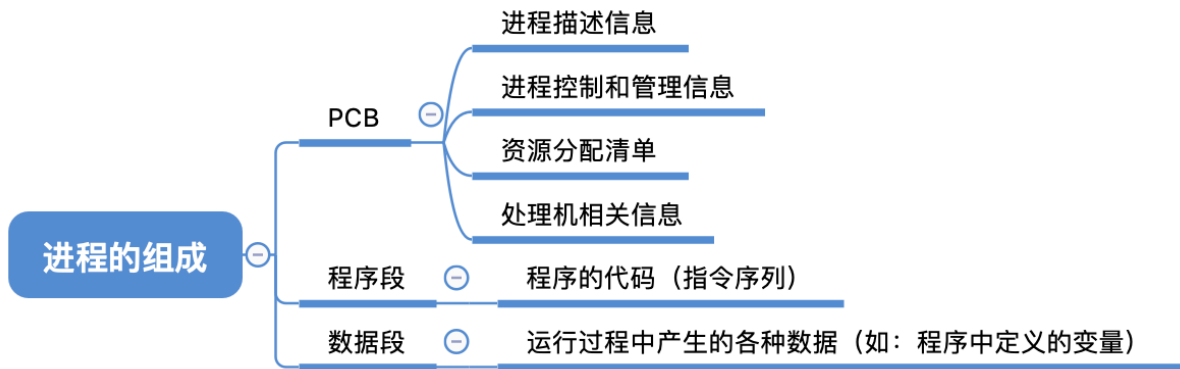 进程描述信息
进程控制和管理信息
PCB
资源分配清单
处理机相关信息
进程的组成
程序段
程序的代码（指令序列）
数据段
运行过程中产生的各种数据（如：程序中定义的变量）